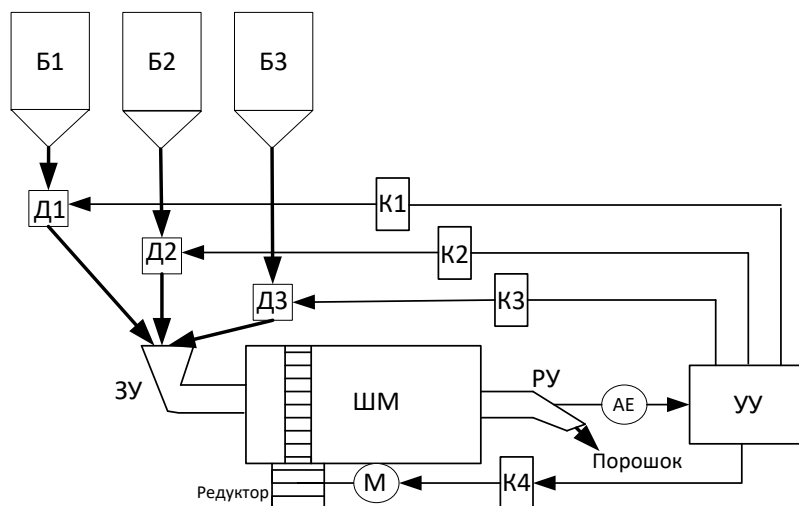 Б1
Б2
Б3
Д1
К1
Д2
К2
Д3
К3
ЗУ
ШМ
РУ
АЕ
УУ
Порошок
Редуктор
М
К4